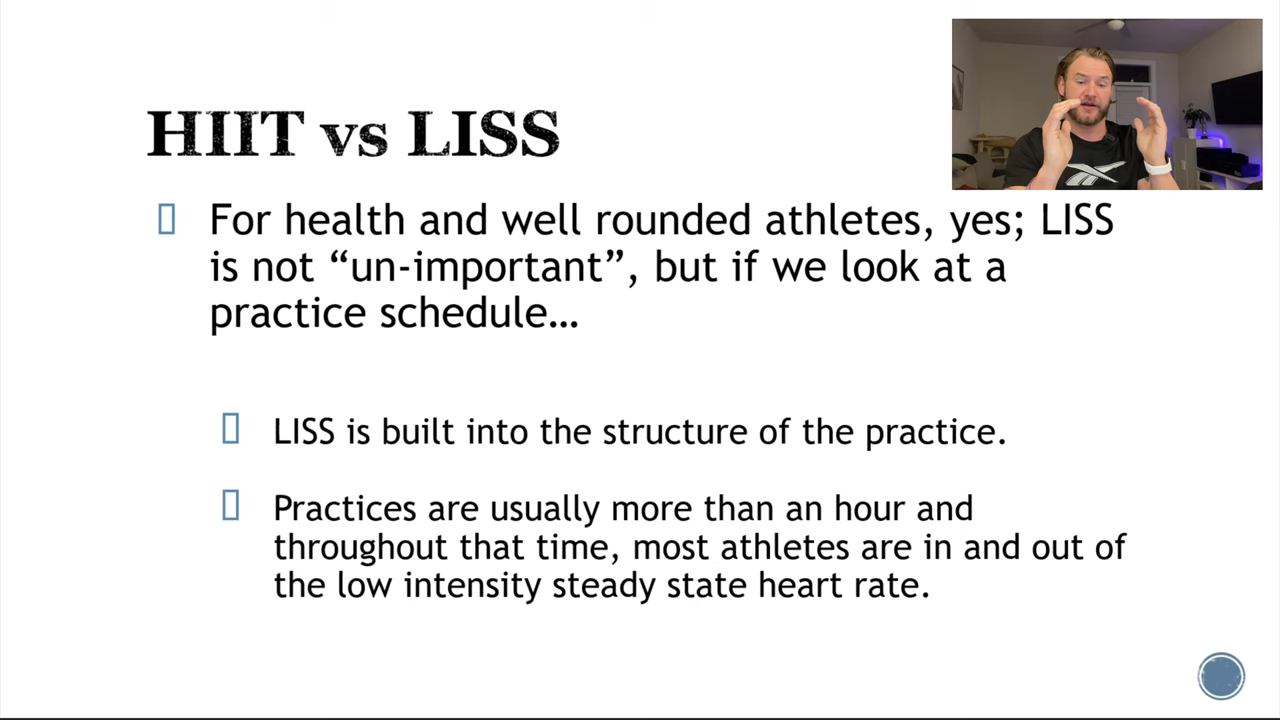 HIIT vs LISS
For health and well rounded athletes, yes; LISS
is not “un-important”, but if we look at a
practice schedule…
LISS is built into the structure of the practice.
Practices are usually more than an hour and
throughout that time, most athletes are in and out of
the low intensity steady state heart rate.